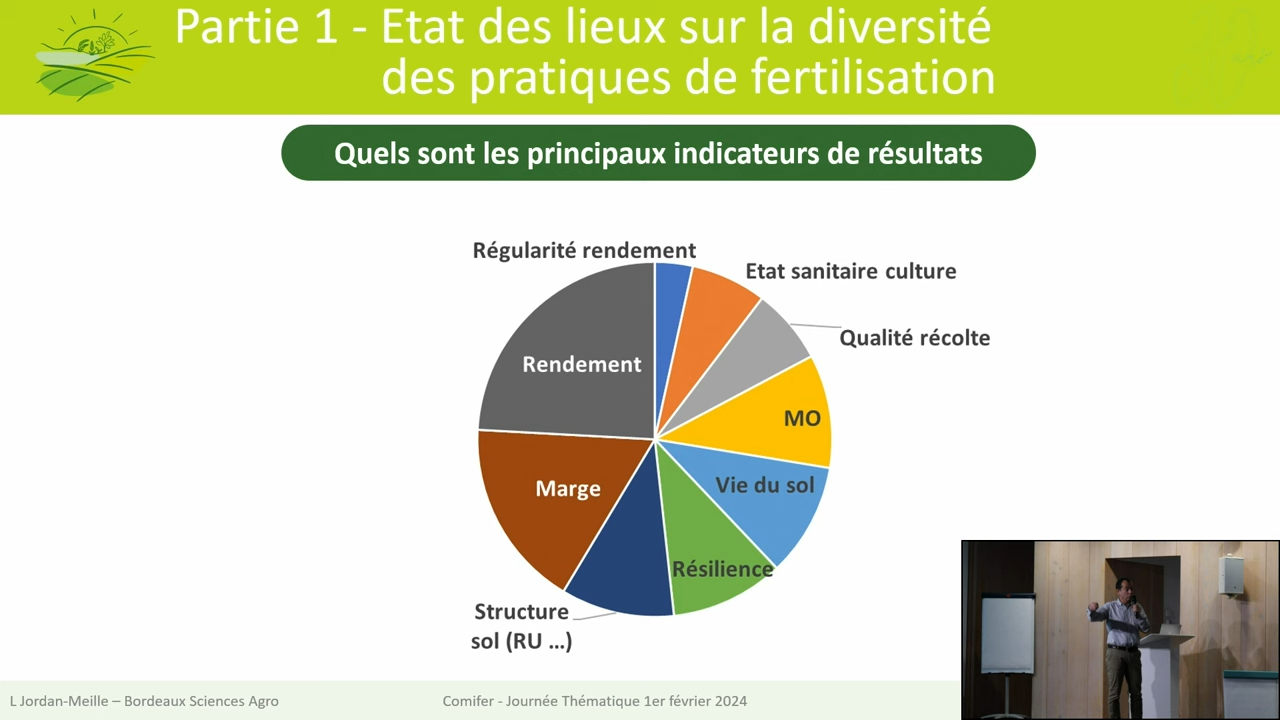 Partie 1 - Etat des lieux sur la diversité
des pratiques de fertilisation
Quels sont les principaux indicateurs de résultats
Régularité rendement
Etat sanitaire culture
Qualité récolte
Rendement
MO
Vie du sol
Marge
Résilience
Structure
sol (RU ...)
L Jordan-Meille – Bordeaux Sciences Agro
Comifer - Journée Thématique 1er février 2024